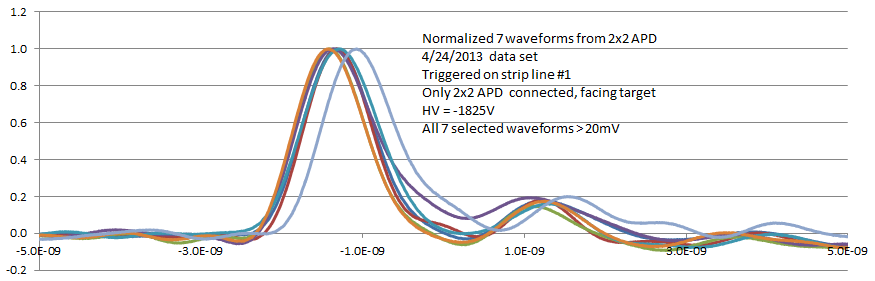 1.2
1.0
0.8
0.6
0.4
0.2
0.0
-0.2
-5.0E-09
-3.0E-09
-1.0E-09
1.0E-09
3.0E-09
5.0E-09
Normalized 7 waveforms from 2x2 APD
4/24/2013 data set
Triggered on strip line #1
Only 2x2 APD connected, facing target
HV = -1825V
All 7 selected waveforms > 20mV